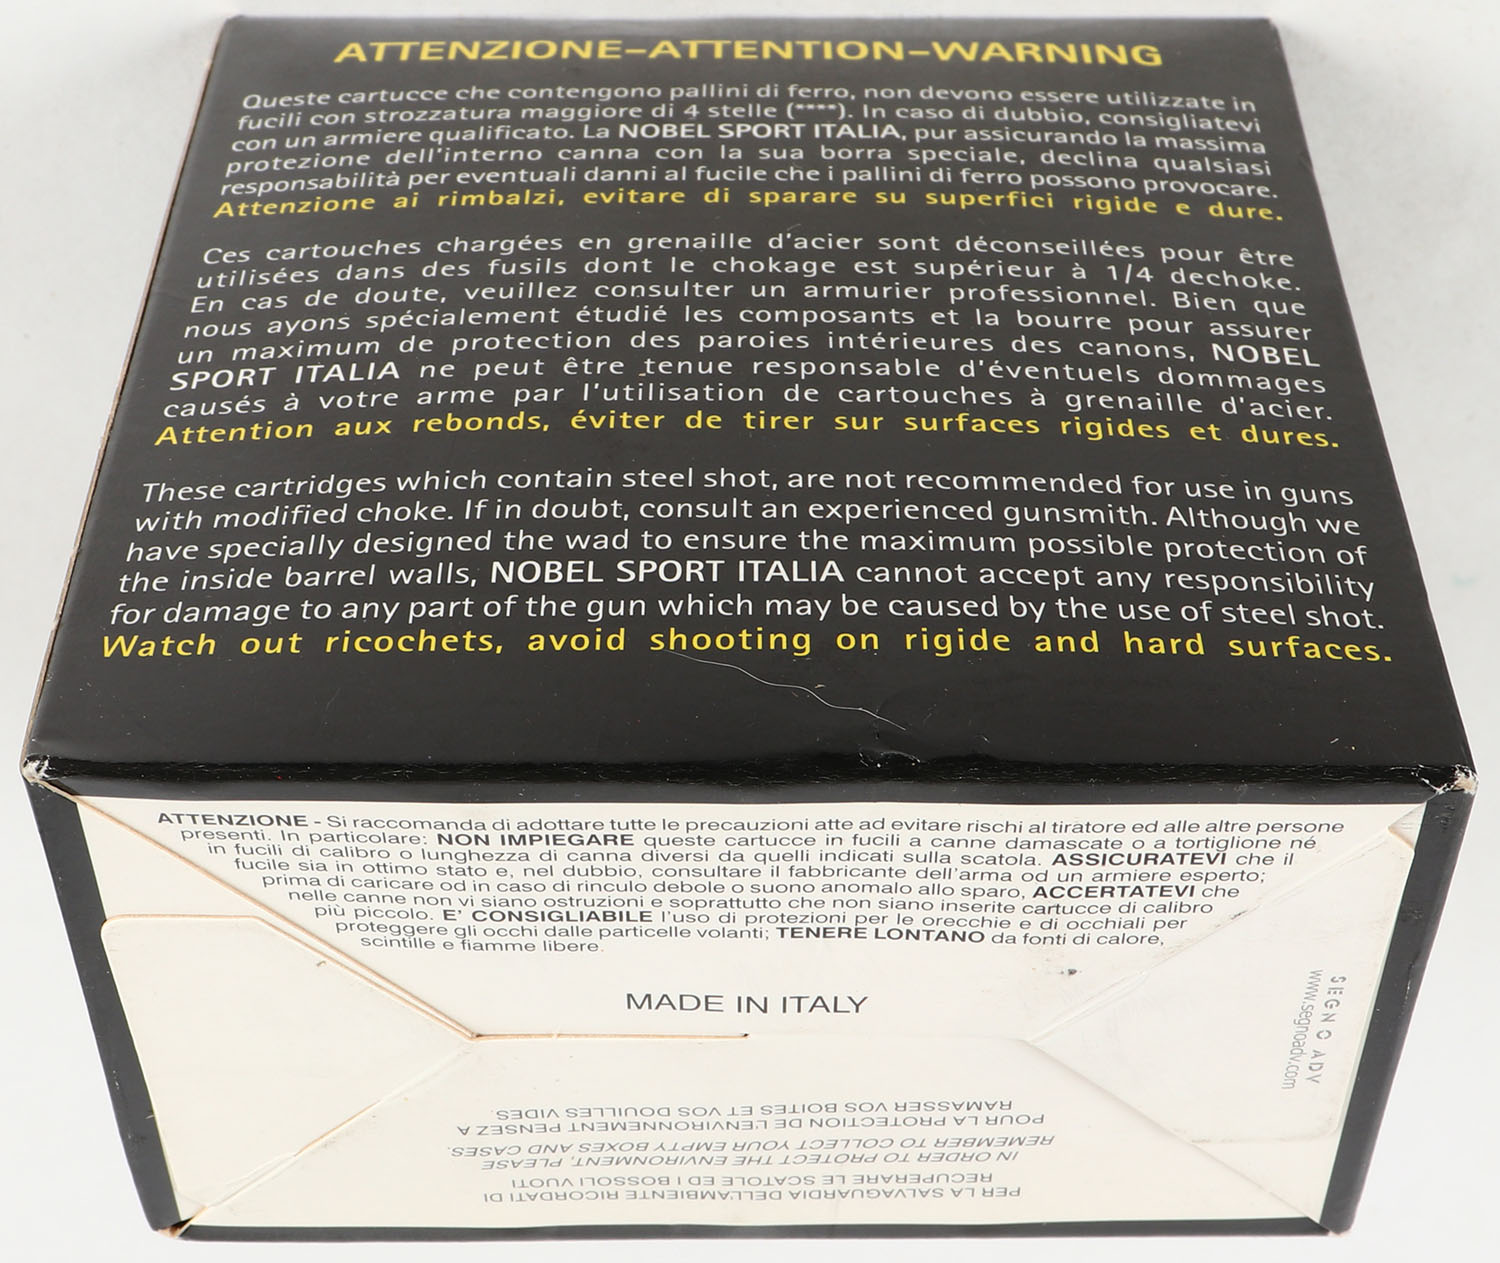 ATTENZIONE–ATTENTION–WARNING
Queste cartucce che contengono pallini di ferro, non devono essere utilizzate in
fucili con strozzatura maggiore di 4 stelle (****). In caso di dubbio, consigliatevi
con un armiere qualificato. La NOBEL SPORT ITALIA, pur assicurando la massima
protezione dell'interno canna con la sua borra speciale, declina qualsiasi
responsabilità per eventuali danni al fucile che i pallini di ferro possono provocare.
Attenzione ai rimbalzi, evitare di sparare su superfici rigide e dure.
Ces cartouches chargées en grenaille d'acier sont déconseillées pour être
utilisées dans des fusils dont le chokage est supérieur à 1/4 dechoke.
En cas de doute, veuillez consulter un armurier professionnel. Bien que
nous ayons spécialement étudié les composants et la bourre pour assurer
un maximum de protection des paroies intérieures des canons, NOBEL
SPORT ITALIA ne peut être tenue responsable d'éventuels dommages
causés à votre arme par l'utilisation de cartouches à grenaille d'acier.
Attention aux rebonds, éviter de tirer sur surfaces rigides et dures.
These cartridges which contain steel shot, are not recommended for use in guns
with modified choke. If in doubt, consult an experienced gunsmith. Although we
have specially designed the wad to ensure the maximum possible protection of
the inside barrel walls, NOBEL SPORT ITALIA cannot accept any responsibility
for damage to any part of the gun which may be caused by the use of steel shot.
Watch out ricochets, avoid shooting on rigide and hard surfaces.
ATTENZIONE - Si raccomanda di adottare tutte le precauzioni atte ad evitare rischi al tiratore ed alle altre persone
presenti. In particolare: NON IMPIEGARE queste cartucce in fucili a canne damascate o a tortiglione né
in fucili di calibro o lunghezza di canna diversi da quelli indicati sulla scatola. ASSICURATEVI che il
fucile sia in ottimo stato e, nel dubbio, consultare il fabbricante dell'arma od un armiere esperto;
prima di caricare od in caso di rinculo debole o suono anomalo allo sparo, ACCERTATEVI che
nelle canne non vi siano ostruzioni e soprattutto che non siano inserite cartucce di calibro
più piccolo. E' CONSIGLIABILE l'uso di protezioni per le orecchie e di occhiali per
proteggere gli occhi dalle particelle volanti; TENERE LONTANO da fonti di calore,
scintille e fiamme libere.
MADE IN ITALY
SEGNO ADV
www.segnoadv.com
PER LA SALVAGUARDIA DELL'AMBIENTE RICORDATI DI
RECUPERARE LE SCATOLE ED I BOSSOLI VUOTI
IN ORDER TO PROTECT THE ENVIRONMENT, PLEASE
REMEMBER TO COLLECT YOUR EMPTY BOXES AND CASES.
POUR LA PROTECTION DE L'ENVIRONNEMENT PENSEZ A
RAMASSER VOS BOITES ET VOS DOUILLES VIDES.